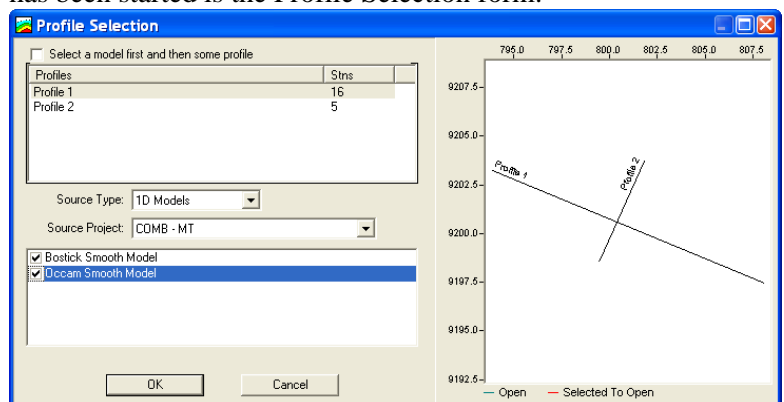 has been started is the Profile Selection form.
Profile Selection
Select a model first and then some profile
Profiles Stns
Profile 1 16
Profile 2 5
Source Type: 1D Models
Source Project: COMB - MT
Bostick Smooth Model
Occam Smooth Model
OK Cancel
795.0 797.5 800.0 802.5 805.0 807.5
9207.5
9205.0
9202.5
9200.0
9197.5
9195.0
9192.5
Profile 1
Profile 2
Open Selected To Open